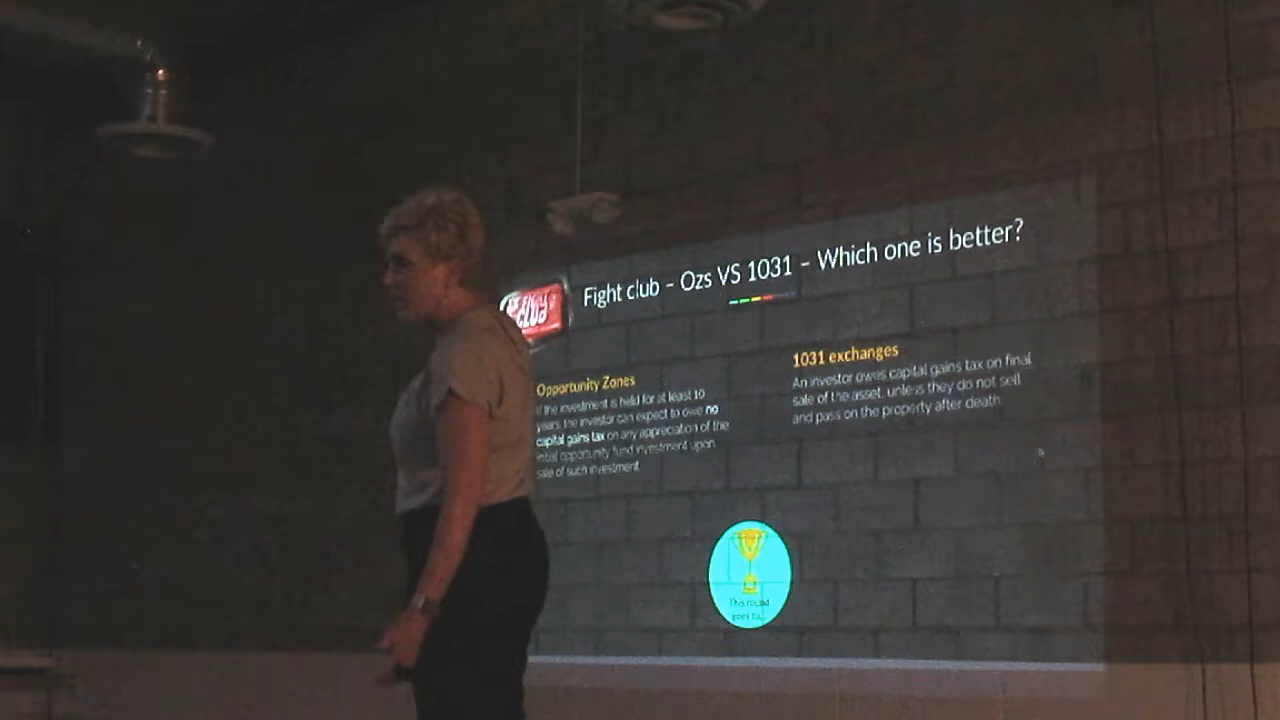 Fight club – Ozs VS 1031 – Which one is better?
CLUB
Opportunity Zones
If the investment is held for at least 10
years, the investor can expect to owe no
capital gains tax on any appreciation of the
initial opportunity fund investment upon
sale of such investment.
1031 exchanges
An investor owes capital gains tax on final
sale of the asset, unless they do not sell
and pass on the property after death.
This round
goes to...